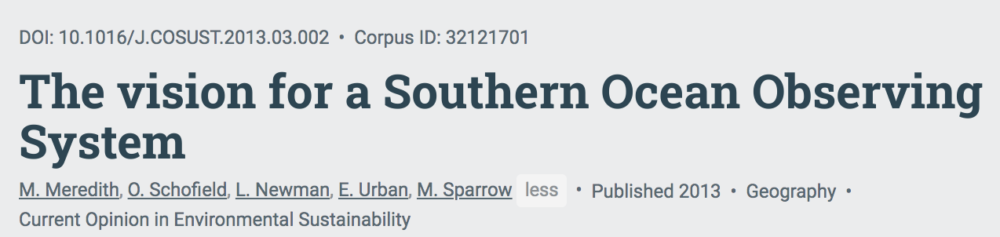 DOI: 10.1016/J.COSUST.2013.03.002 • Corpus ID: 32121701
The vision for a Southern Ocean Observing
System
M. Meredith, O. Schofield, L. Newman, E. Urban, M. Sparrow less • Published 2013 • Geography •
Current Opinion in Environmental Sustainability